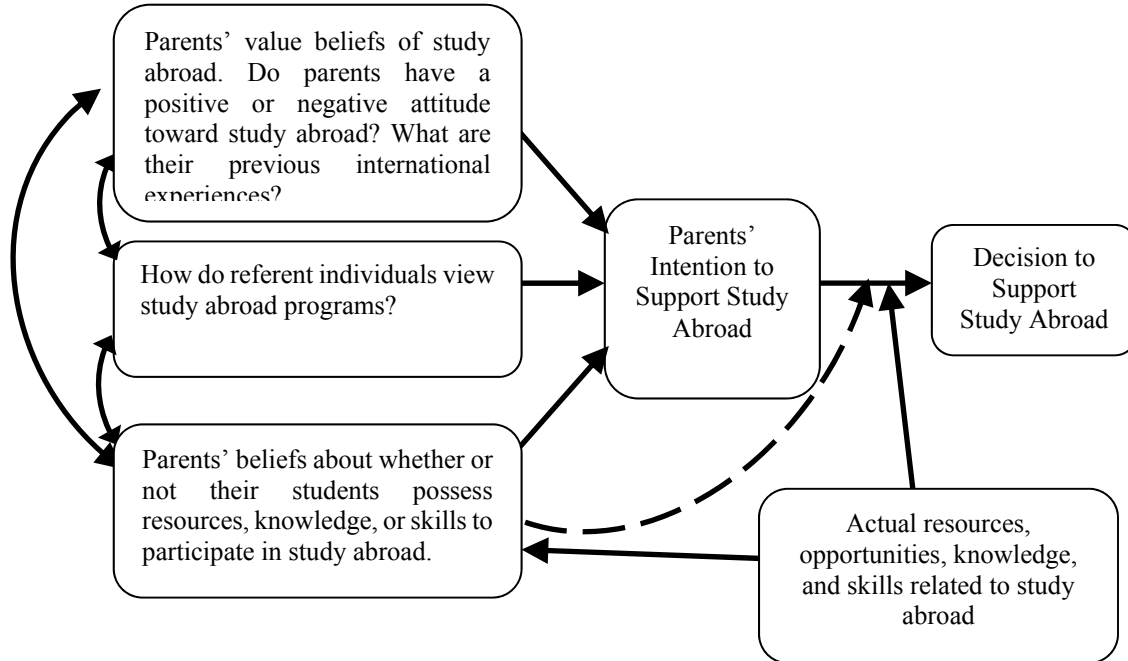 Parents’ value beliefs of study
abroad. Do parents have a
positive or negative attitude
toward study abroad? What are
their previous international
experiences?
How do referent individuals view
study abroad programs?
Parents’ beliefs about whether or
not their students possess
resources, knowledge, or skills to
participate in study abroad.
Parents’
Intention to
Support Study
Abroad
Decision to
Support
Study Abroad
Actual resources,
opportunities, knowledge,
and skills related to study
abroad